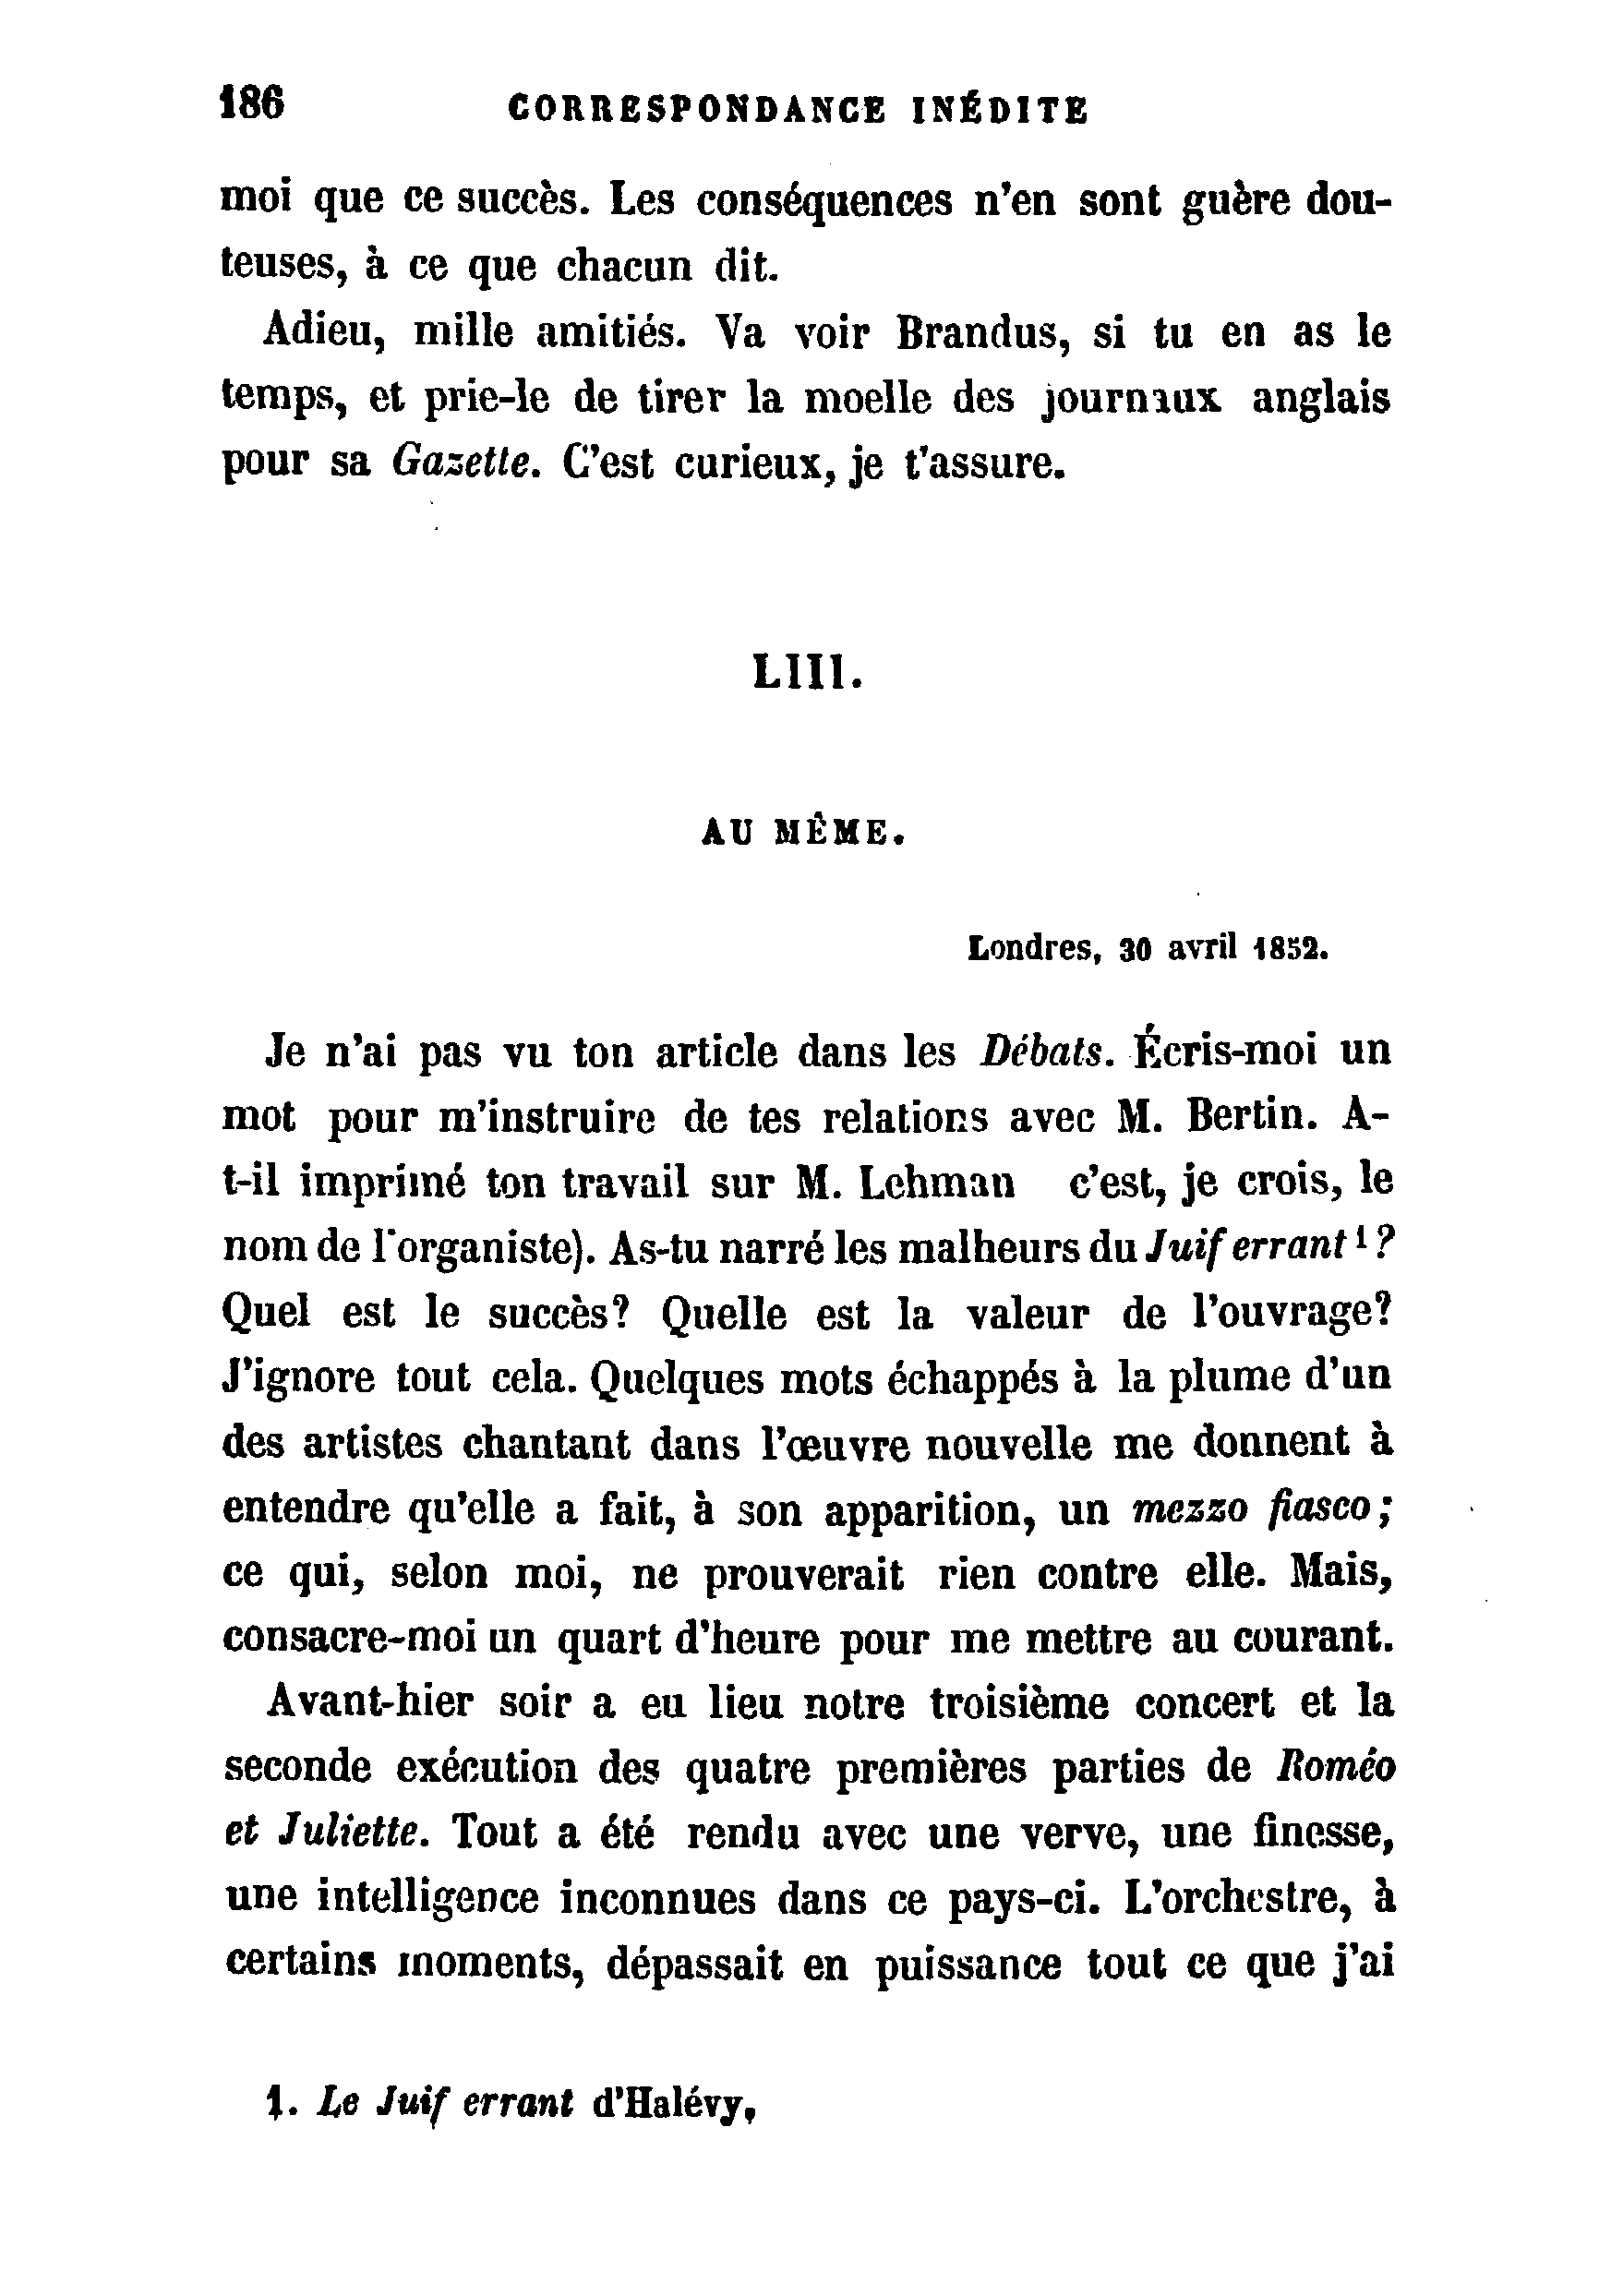 186 CORRESPONDANCE INÉDITE
moi que ce succès. Les conséquences n'en sont guère dou-
teuses, à ce que chacun dit.
Adieu, mille amitiés. Va voir Brandus, si tu en as le
temps, et prie-le de tirer la moelle des journaux anglais
pour sa Gazette. C'est curieux, je t'assure.
LIII.
AU MÊME.
Londres, 30 avril 1852.
Je n'ai pas vu ton article dans les Débats. Écris-moi un
mot pour m'instruire de tes relations avec M. Bertin. A-
t-il imprimé ton travail sur M. Lehman c'est, je crois, le
nom de l'organiste). As-tu narré les malheurs du Juif errant 1 ?
Quel est le succès? Quelle est la valeur de l'ouvrage?
J'ignore tout cela. Quelques mots échappés à la plume d'un
des artistes chantant dans l'œuvre nouvelle me donnent à
entendre qu'elle a fait, à son apparition, un mezzo fiasco;
ce qui, selon moi, ne prouverait rien contre elle. Mais,
consacre-moi un quart d'heure pour me mettre au courant.
Avant-hier soir a eu lieu notre troisième concert et la
seconde exécution des quatre premières parties de Roméo
et Juliette. Tout a été rendu avec une verve, une finesse,
une intelligence inconnues dans ce pays-ci. L'orchestre, à
certains moments, dépassait en puissance tout ce que j'ai
1. Le Juif errant d'Halévy,